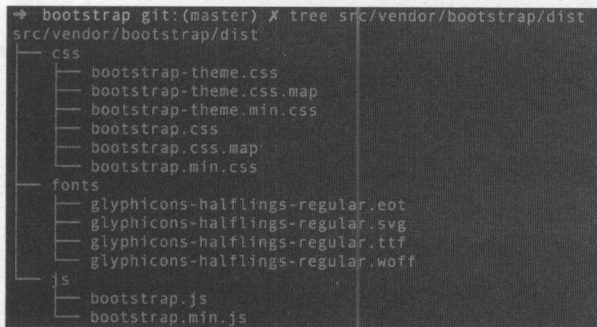 ➜ bootstrap git:(master) ✗ tree src/vendor/bootstrap/dist
src/vendor/bootstrap/dist
├── css
│   ├── bootstrap-theme.css
│   ├── bootstrap-theme.css.map
│   ├── bootstrap-theme.min.css
│   ├── bootstrap.css
│   ├── bootstrap.css.map
│   └── bootstrap.min.css
├── fonts
│   ├── glyphicons-halflings-regular.eot
│   ├── glyphicons-halflings-regular.svg
│   ├── glyphicons-halflings-regular.ttf
│   └── glyphicons-halflings-regular.woff
└── js
    ├── bootstrap.js
    └── bootstrap.min.js